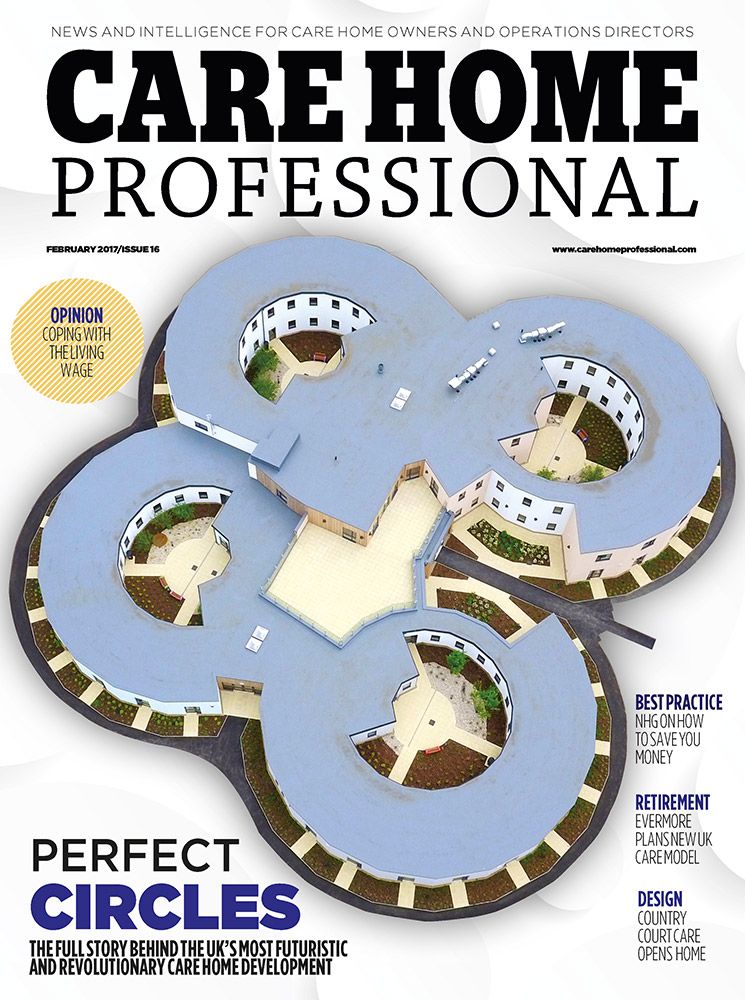 NEWS AND INTELLIGENCE FOR CARE HOME OWNERS AND OPERATIONS DIRECTORS
CARE HOME
PROFESSIONAL
FEBRUARY 2017/ISSUE 16
www.carehomeprofessional.com
OPINION
COPING WITH
THE LIVING
WAGE
BEST PRACTICE
NHG ON HOW
TO SAVE YOU
MONEY
RETIREMENT
EVERMORE
PLANS NEW UK
CARE MODEL
DESIGN
COUNTRY
COURT CARE
OPENS HOME
PERFECT
CIRCLES
THE FULL STORY BEHIND THE UK'S MOST FUTURISTIC
AND REVOLUTIONARY CARE HOME DEVELOPMENT